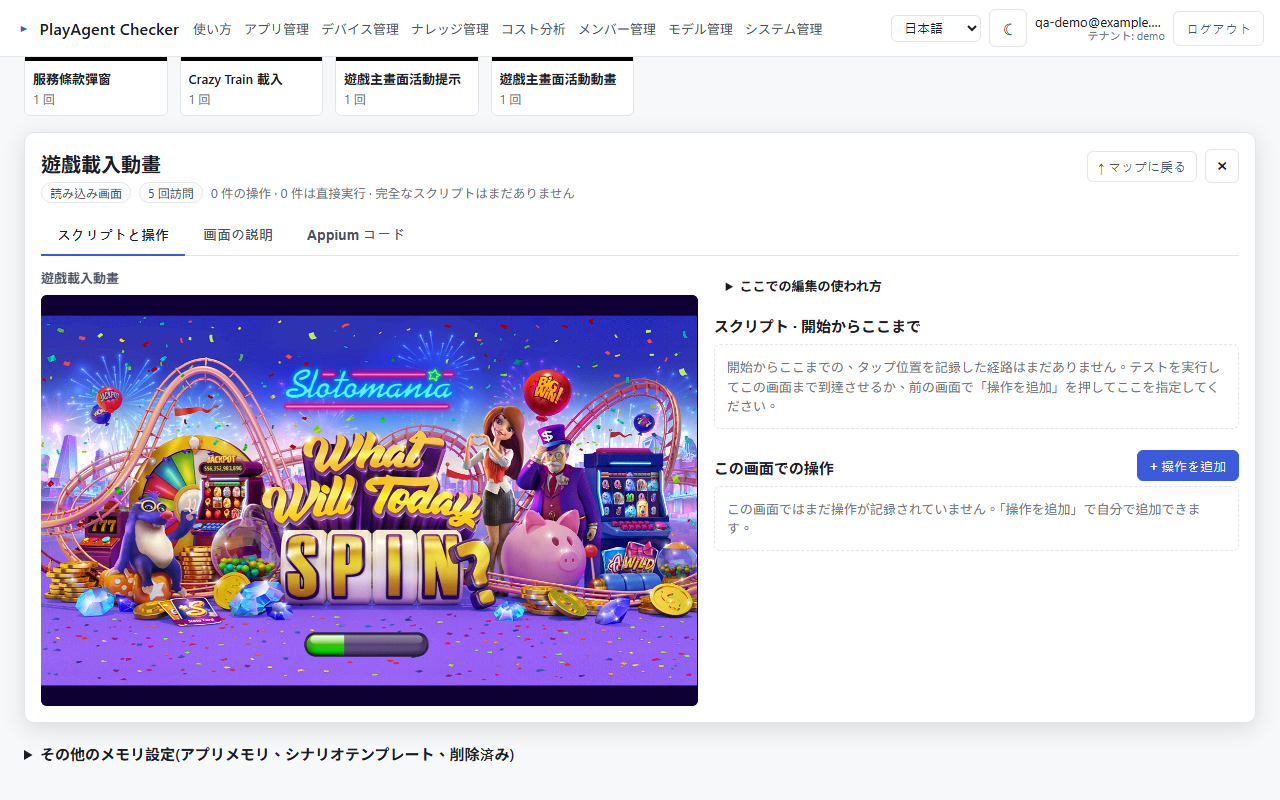 PlayAgent Checker
使い方
アプリ管理
デバイス管理
ナレッジ管理
コスト分析
メンバー管理
モデル管理
システム管理
日本語
qa-demo@example....
テナント: demo
ログアウト
服務條款彈窗
1 回
Crazy Train 載入
1 回
遊戲主畫面活動提示
1 回
遊戲主畫面活動動畫
1 回
遊戲載入動畫
↑ マップに戻る
×
読み込み画面
5 回訪問
0 件の操作 · 0 件は直接実行 · 完全なスクリプトはまだありません
スクリプトと操作
画面の説明
Appium コード
遊戲載入動畫
Slotomania
BIG WIN!
JACKPOT
$56,352,983,896
What
Will Today
SPIN?
777
WILD
▶ ここでの編集の使われ方
スクリプト · 開始からここまで
開始からここまでの、タップ位置を記録した経路はまだありません。テストを実行し
てこの画面まで到達させるか、前の画面で「操作を追加」を押してここを指定してく
ださい。
この画面での操作
+ 操作を追加
この画面ではまだ操作が記録されていません。「操作を追加」で自分で追加できま
す。
▶ その他のメモリ設定(アプリメモリ、シナリオテンプレート、削除済み)